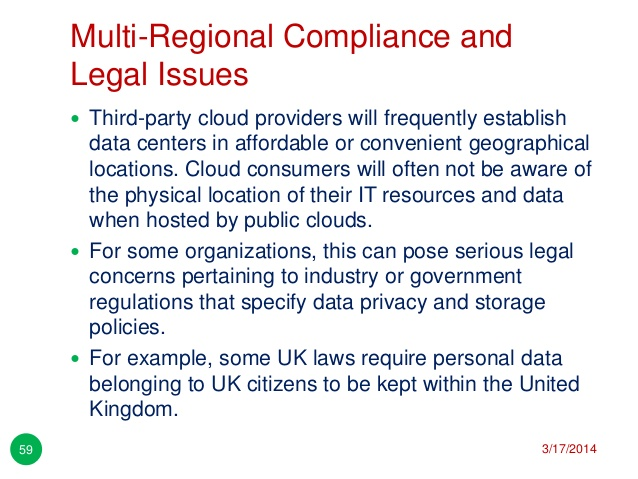 Multi-Regional Compliance and
Legal Issues
• Third-party cloud providers will frequently establish
data centers in affordable or convenient geographical
locations. Cloud consumers will often not be aware of
the physical location of their IT resources and data
when hosted by public clouds.
• For some organizations, this can pose serious legal
concerns pertaining to industry or government
regulations that specify data privacy and storage
policies.
• For example, some UK laws require personal data
belonging to UK citizens to be kept within the United
Kingdom.
59
3/17/2014